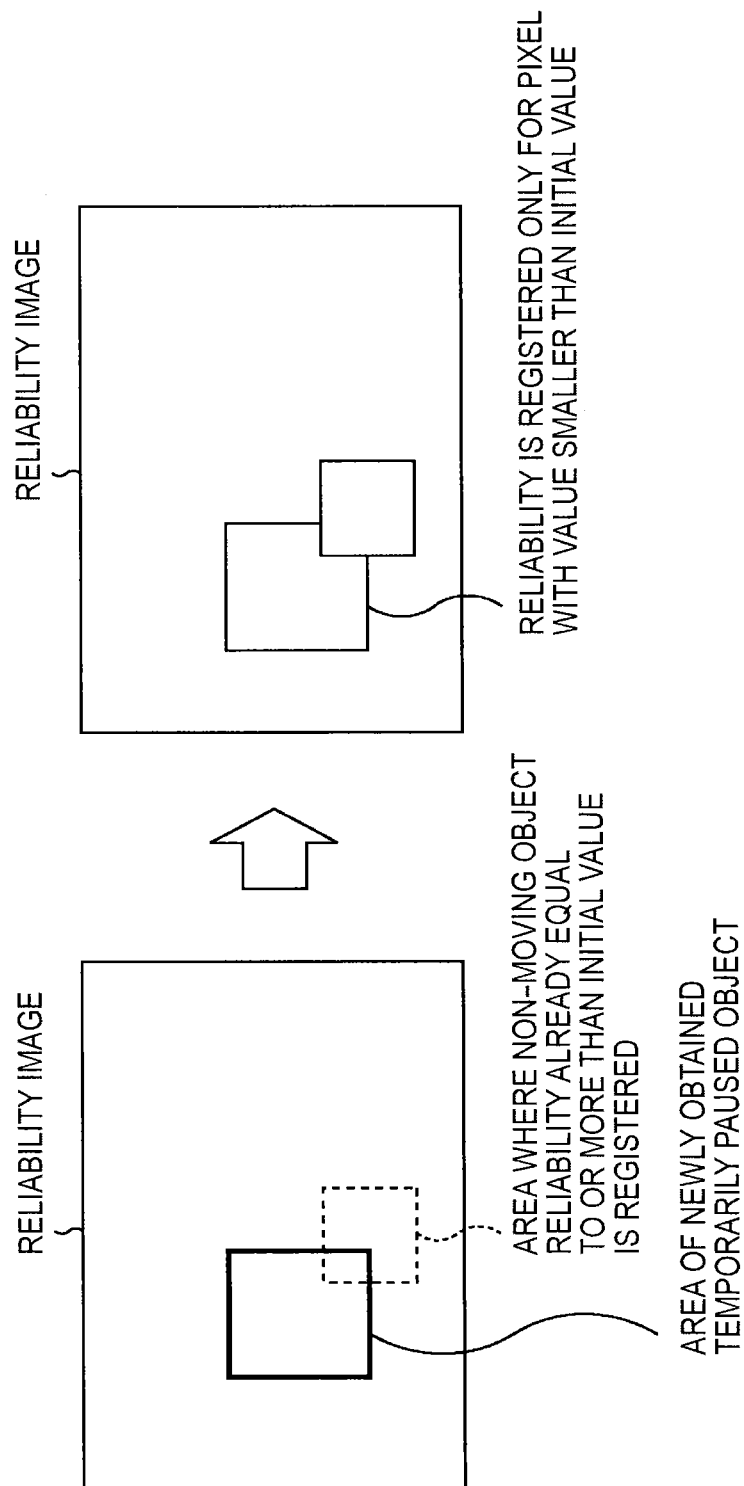 RELIABILITY IMAGE
AREA WHERE NON-MOVING OBJECT
RELIABILITY ALREADY EQUAL
TO OR MORE THAN INITIAL VALUE
IS REGISTERED
AREA OF NEWLY OBTAINED
TEMPORARILY PAUSED OBJECT
RELIABILITY IMAGE
RELIABILITY IS REGISTERED ONLY FOR PIXEL
WITH VALUE SMALLER THAN INITIAL VALUE